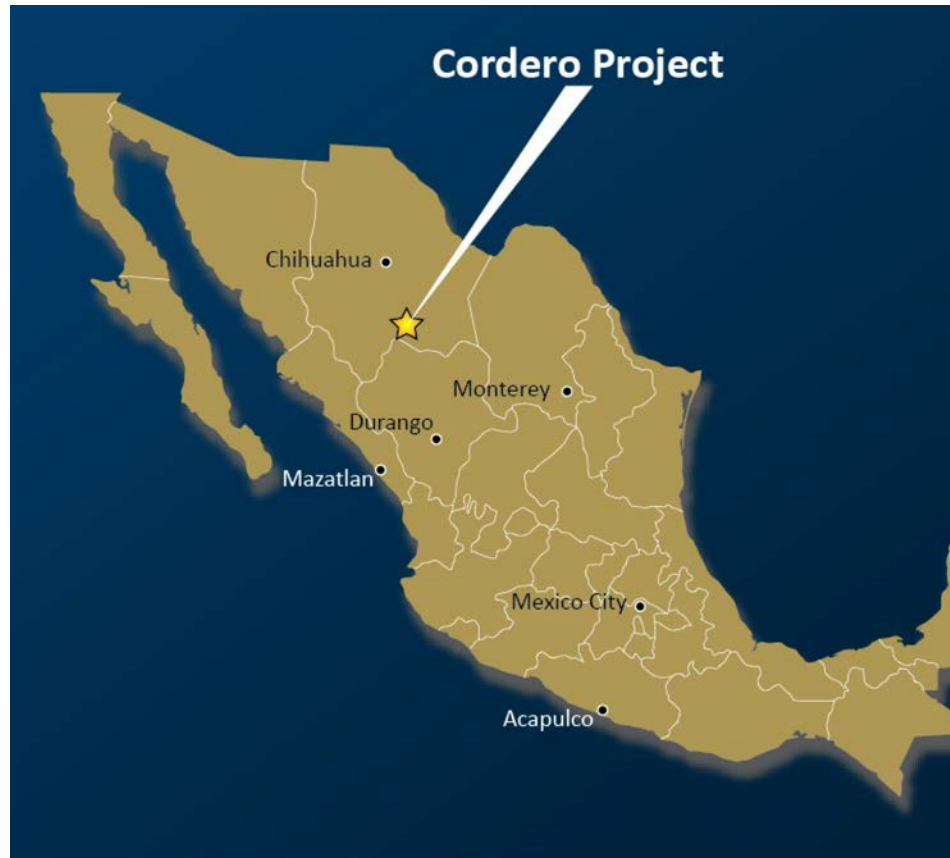 Cordero Project
Chihuahua
Monterey
Durango
Mazatlan
Mexico City
Acapulco